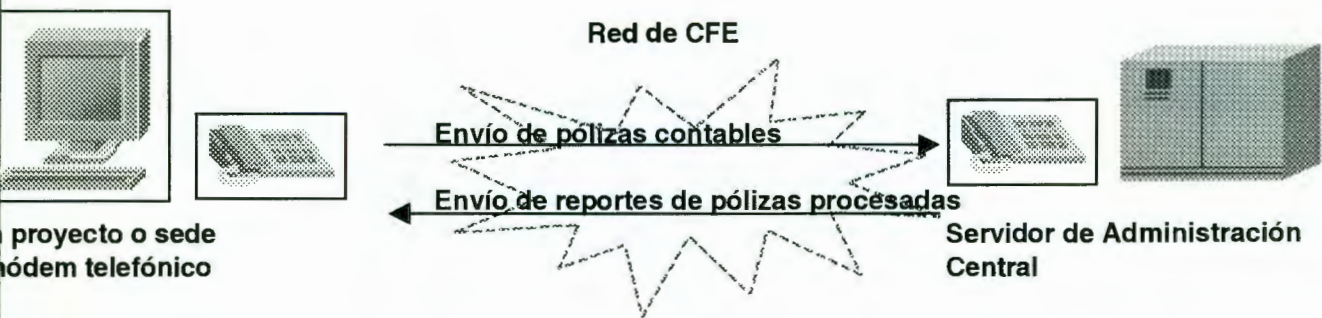 Red de CFE
Envío de pólizas contables
Envío de reportes de pólizas procesadas
proyecto o sede
módem telefónico
Servidor de Administración
Central